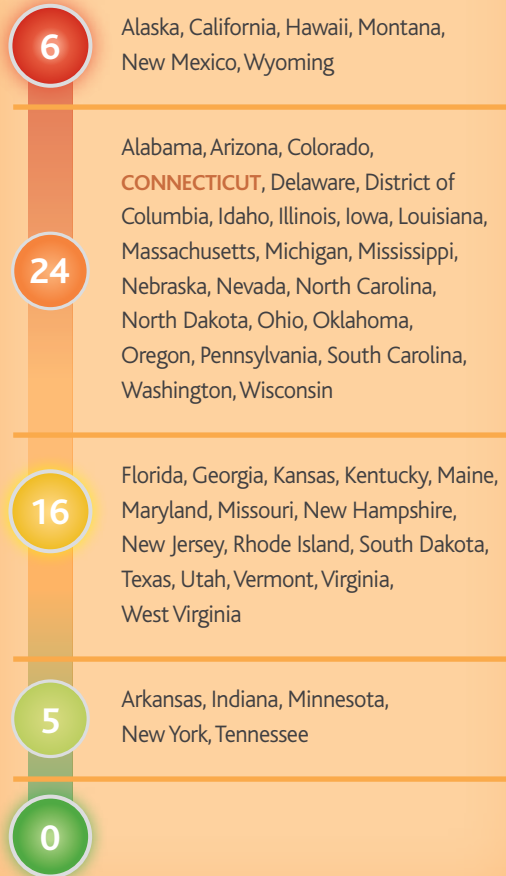 6
Alaska, California, Hawaii, Montana,
New Mexico, Wyoming
24
Alabama, Arizona, Colorado,
CONNECTICUT, Delaware, District of
Columbia, Idaho, Illinois, Iowa, Louisiana,
Massachusetts, Michigan, Mississippi,
Nebraska, Nevada, North Carolina,
North Dakota, Ohio, Oklahoma,
Oregon, Pennsylvania, South Carolina,
Washington, Wisconsin
16
Florida, Georgia, Kansas, Kentucky, Maine,
Maryland, Missouri, New Hampshire,
New Jersey, Rhode Island, South Dakota,
Texas, Utah, Vermont, Virginia,
West Virginia
5
Arkansas, Indiana, Minnesota,
New York, Tennessee
0